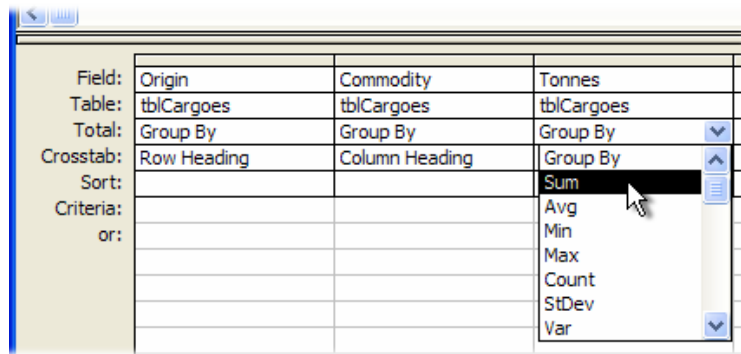 Field: Origin Commodity Tonnes
Table: tblCargoes tblCargoes tblCargoes
Total: Group By Group By Group By
Crosstab: Row Heading Column Heading Group By
Sort: Sum
Criteria: Avg
or: Min
Max
Count
StDev
Var